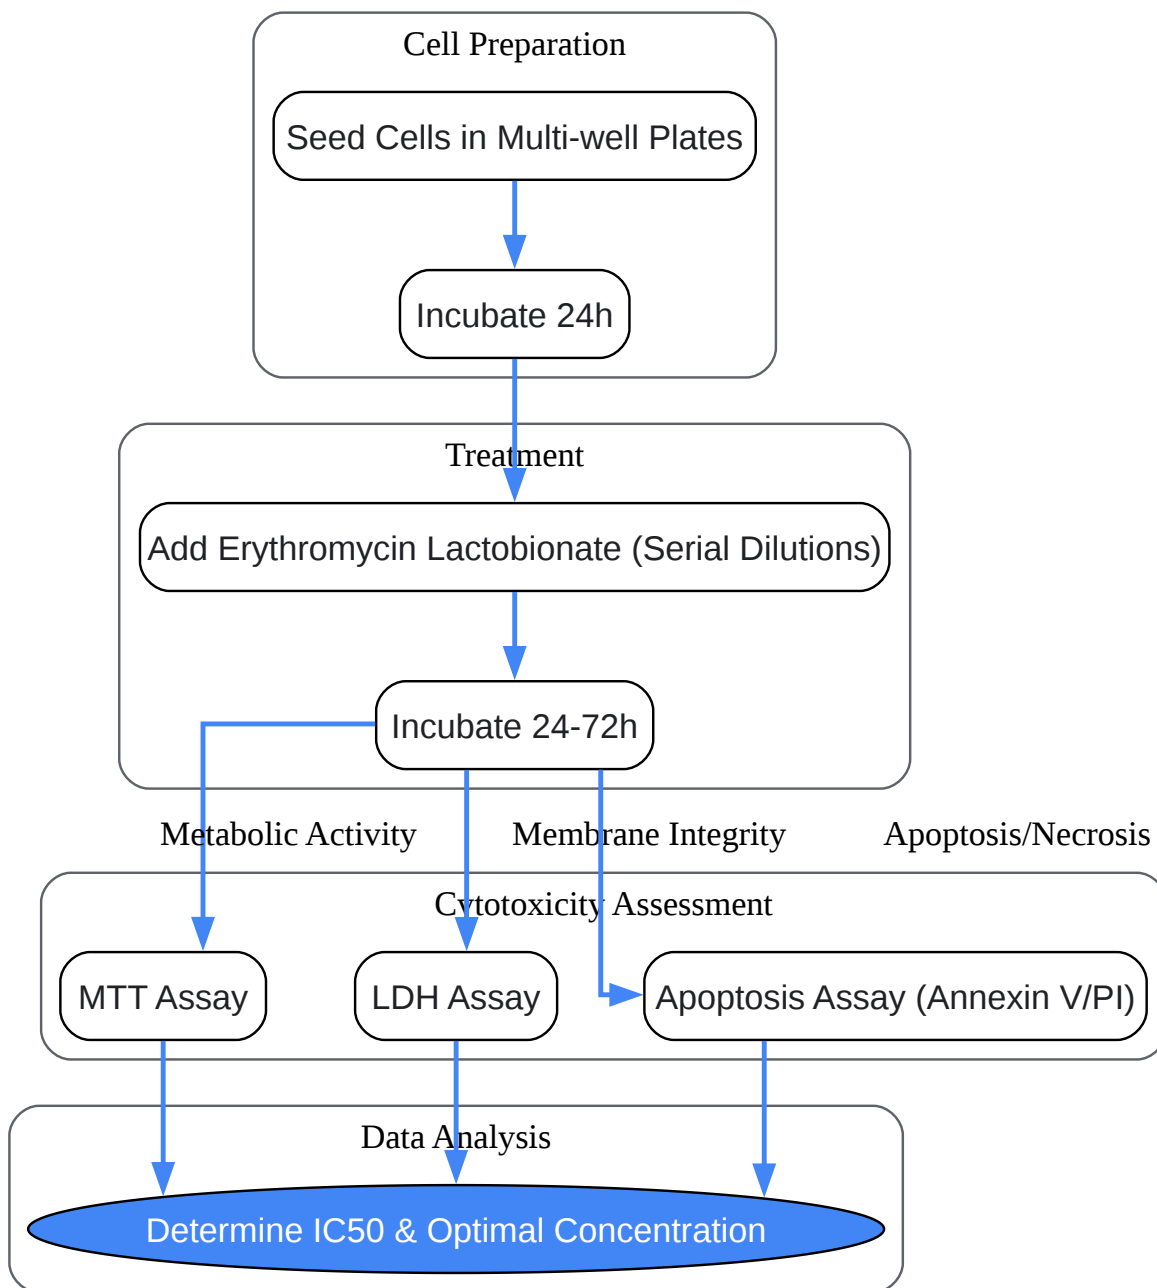 Cell Preparation
Seed Cells in Multi-well Plates
Incubate 24h
Treatment
Add Erythromycin Lactobionate (Serial Dilutions)
Incubate 24-72h
Metabolic Activity
Membrane Integrity
Apoptosis/Necrosis
Cytotoxicity Assessment
MTT Assay
LDH Assay
Apoptosis Assay (Annexin V/PI)
Data Analysis
Determine IC50 & Optimal Concentration